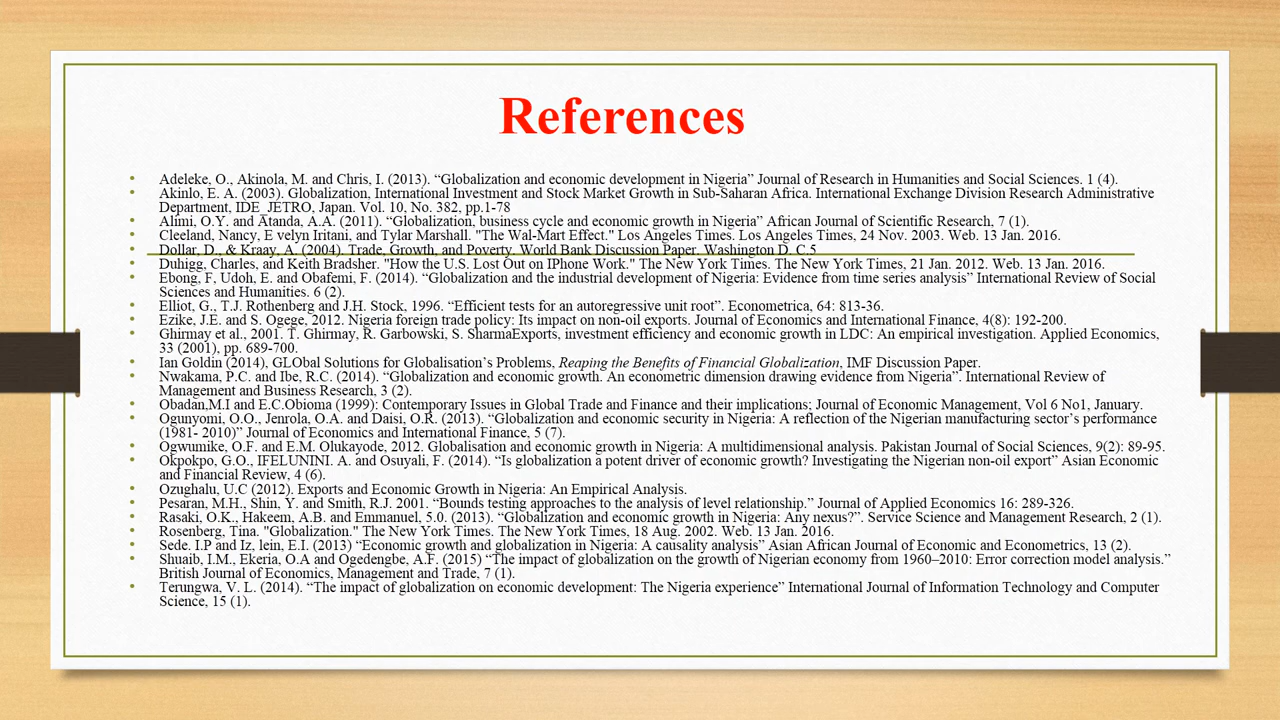 References
• Adeleke, O., Akinola, M. and Chris, I. (2013). “Globalization and economic development in Nigeria” Journal of Research in Humanities and Social Sciences. 1 (4).
• Akinlo, E. A. (2003). Globalization, International Investment and Stock Market Growth in Sub-Saharan Africa. International Exchange Division Research Administrative
Department, IDE_JETRO, Japan. Vol. 10, No. 382, pp.1-78
• Alimi, O.Y. and Atanda, A.A. (2011). “Globalization, business cycle and economic growth in Nigeria” African Journal of Scientific Research, 7 (1).
• Cleeland, Nancy, E velyn Iritani, and Tylar Marshall. "The Wal-Mart Effect." Los Angeles Times. Los Angeles Times, 24 Nov. 2003. Web. 13 Jan. 2016.
• Dollar, D., & Kraay, A. (2004). Trade, Growth, and Poverty. World Bank Discussion Paper. Washington D. C.5
• Duhigg, Charles, and Keith Bradsher. "How the U.S. Lost Out on IPhone Work." The New York Times. The New York Times, 21 Jan. 2012. Web. 13 Jan. 2016.
• Ebong, F, Udoh, E. and Obafemi, F. (2014). “Globalization and the industrial development of Nigeria: Evidence from time series analysis” International Review of Social
Sciences and Humanities. 6 (2).
• Elliot, G., T.J. Rothenberg and J.H. Stock, 1996. “Efficient tests for an autoregressive unit root”. Econometrica, 64: 813-36.
• Ezike, J.E. and S. Ogege, 2012. Nigeria foreign trade policy: Its impact on non-oil exports. Journal of Economics and International Finance, 4(8): 192-200.
• Ghirmay et al., 2001. T. Ghirmay, R. Garbowski, S. SharmaExports, investment efficiency and economic growth in LDC: An empirical investigation. Applied Economics,
33 (2001), pp. 689-700.
• Ian Goldin (2014), GLObal Solutions for Globalisation’s Problems, Reaping the Benefits of Financial Globalization, IMF Discussion Paper.
• Nwakama, P.C. and Ibe, R.C. (2014). “Globalization and economic growth. An econometric dimension drawing evidence from Nigeria”. International Review of
Management and Business Research, 3 (2).
• Obadan,M.I and E.C.Obioma (1999): Contemporary Issues in Global Trade and Finance and their implications; Journal of Economic Management, Vol 6 No1, January.
• Ogunyomi, O.O., Jenrola, O.A. and Daisi, O.R. (2013). “Globalization and economic security in Nigeria: A reflection of the Nigerian manufacturing sector’s performance
(1981- 2010)” Journal of Economics and International Finance, 5 (7).
• Ogwumike, O.F. and E.M. Olukayode, 2012. Globalisation and economic growth in Nigeria: A multidimensional analysis. Pakistan Journal of Social Sciences, 9(2): 89-95.
• Okpokpo, G.O., IFELUNINI. A. and Osuyali, F. (2014). “Is globalization a potent driver of economic growth? Investigating the Nigerian non-oil export” Asian Economic
and Financial Review, 4 (6).
• Ozughalu, U.C (2012). Exports and Economic Growth in Nigeria: An Empirical Analysis.
• Pesaran, M.H., Shin, Y. and Smith, R.J. 2001. “Bounds testing approaches to the analysis of level relationship.” Journal of Applied Economics 16: 289-326.
• Rasaki, O.K., Hakeem, A.B. and Emmanuel, 5.0. (2013). “Globalization and economic growth in Nigeria: Any nexus?”. Service Science and Management Research, 2 (1).
• Rosenberg, Tina. "Globalization." The New York Times. The New York Times, 18 Aug. 2002. Web. 13 Jan. 2016.
• Sede. I.P and Iz, lein, E.I. (2013) “Economic growth and globalization in Nigeria: A causality analysis” Asian African Journal of Economic and Econometrics, 13 (2).
• Shuaib, I.M., Ekeria, O.A and Ogedengbe, A.F. (2015) “The impact of globalization on the growth of Nigerian economy from 1960–2010: Error correction model analysis.”
British Journal of Economics, Management and Trade, 7 (1).
• Terungwa, V. L. (2014). “The impact of globalization on economic development: The Nigeria experience” International Journal of Information Technology and Computer
Science, 15 (1).